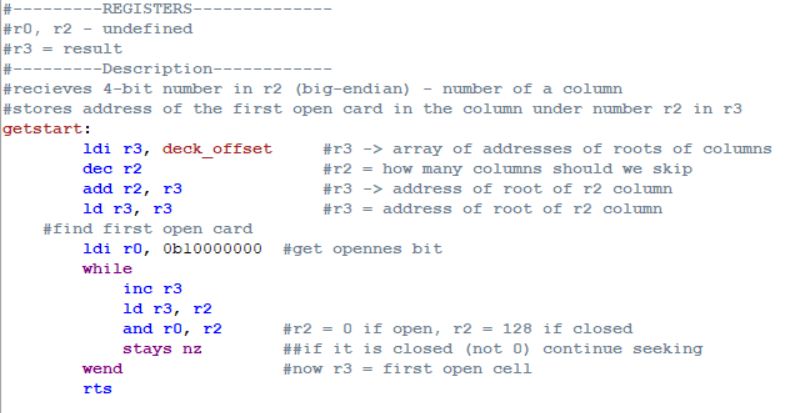 #---------REGISTERS--------------
#r0, r2 - undefined
#r3 = result
#---------Description------------
#recieves 4-bit number in r2 (big-endian) - number of a column
#stores address of the first open card in the column under number r2 in r3
getstart:
ldi r3, deck_offset #r3 -> array of addresses of roots of columns
dec r2 #r2 = how many columns should we skip
add r2, r3 #r3 -> address of root of r2 column
ld r3, r3 #r3 = address of root of r2 column
#find first open card
ldi r0, 0b10000000 #get opennes bit
while
inc r3
ld r3, r2
and r0, r2 #r2 = 0 if open, r2 = 128 if closed
stays nz ##if it is closed (not 0) continue seeking
wend #now r3 = first open cell
rts